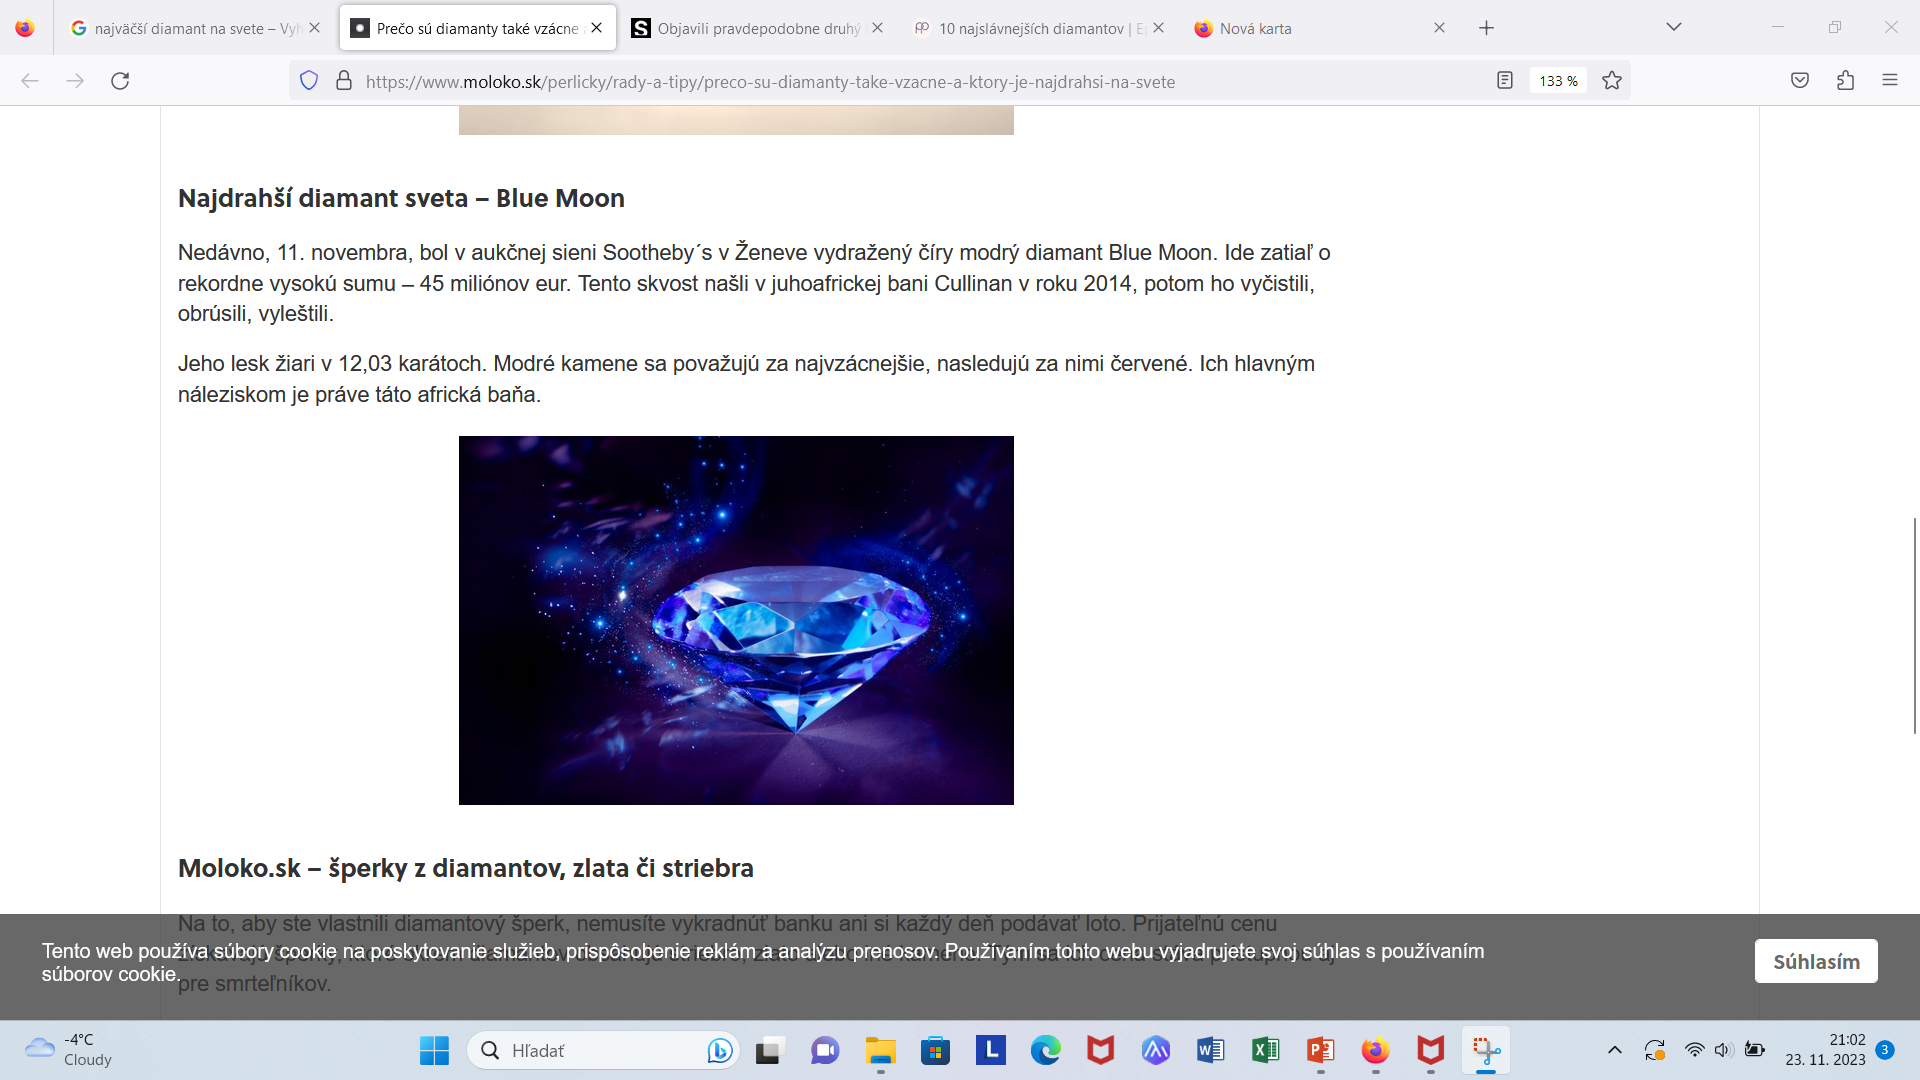 najväčší diamant na svete – Vyh
Prečo sú diamanty také vzácne
Objavili pravdepodobne druhý
10 najslávnejších diamantov | E
Nová karta
https://www.moloko.sk/perlicky/rady-a-tipy/preco-su-diamanty-take-vzacne-a-ktory-je-najdrahsi-na-svete
133 %
Najdrahší diamant sveta – Blue Moon
Nedávno, 11. novembra, bol v aukčnej sieni Sootheby´s v Ženeve vydražený číry modrý diamant Blue Moon. Ide zatiaľ o
rekordne vysokú sumu – 45 miliónov eur. Tento skvost našli v juhoafrickej bani Cullinan v roku 2014, potom ho vyčistili,
obrúsili, vyleštili.
Jeho lesk žiari v 12,03 karátoch. Modré kamene sa považujú za najvzácnejšie, nasledujú za nimi červené. Ich hlavným
náleziskom je práve táto africká baňa.
Moloko.sk – šperky z diamantov, zlata či striebra
Na to, aby ste vlastnili diamantový šperk, nemusíte vykradnúť banku ani si každý deň podávať loto. Prijateľnú cenu
Tento web používa súbory cookie na poskytovanie služieb, prispôsobenie reklám a analýzu prenosov. Používaním tohto webu vyjadrujete svoj súhlas s používaním
súborov cookie.
Súhlasím
pre smrteľníkov.
-4°C
Cloudy
Hľadať
21:02
23. 11. 2023
3